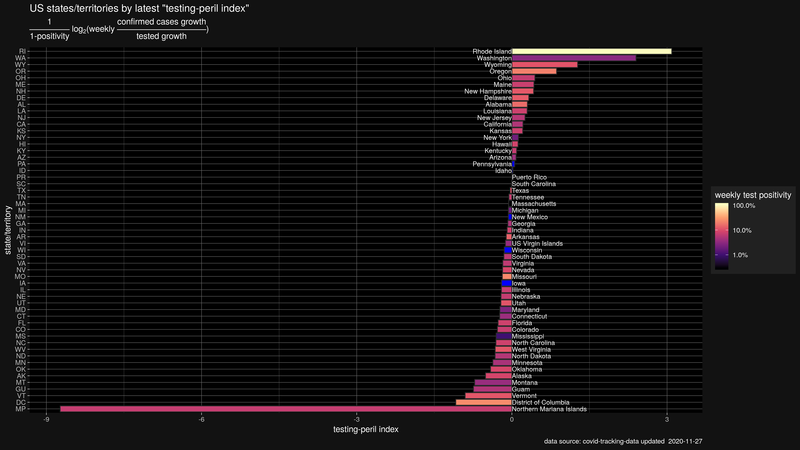 US states/territories by latest "testing-peril index"
1 confirmed cases growth
log2(weekly )
1-positivity tested growth
state/territory
RI Rhode Island
WA Washington
WY Wyoming
OR Oregon
OH Ohio
ME Maine
NH New Hampshire
DE Delaware
AL Alabama
LA Louisiana
NJ New Jersey
CA California
KS Kansas
NY New York
HI Hawaii
KY Kentucky
AZ Arizona
PA Pennsylvania
ID Idaho
PR Puerto Rico
SC South Carolina
TX Texas
TN Tennessee
MA Massachusetts
MI Michigan
NM New Mexico
GA Georgia
IN Indiana
AR Arkansas
VI US Virgin Islands
WI Wisconsin
SD South Dakota
VA Virginia
NV Nevada
MO Missouri
IA Iowa
IL Illinois
NE Nebraska
UT Utah
MD Maryland
CT Connecticut
FL Florida
CO Colorado
MS Mississippi
NC North Carolina
WV West Virginia
ND North Dakota
MN Minnesota
OK Oklahoma
AK Alaska
MT Montana
GU Guam
VT Vermont
DC District of Columbia
MP Northern Mariana Islands
-9 -6 -3 0 3
testing-peril index
weekly test positivity
100.0%
10.0%
1.0%
data source: covid-tracking-data updated 2020-11-27